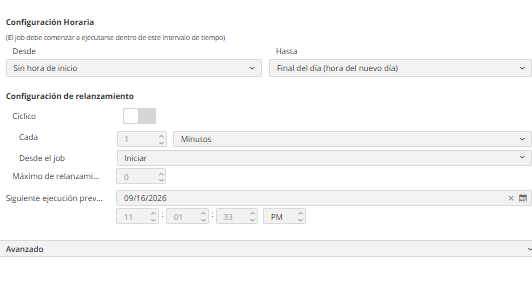 Configuración Horaria
(El job debe comenzar a ejecutarse dentro de este intervalo de tiempo)
Desde Hasta
Sin hora de inicio Final del día (hora del nuevo día)
Configuración de relanzamiento
Cíclico
Cada 1 Minutos
Desde el job Iniciar
Máximo de relanzami... 0
Siguiente ejecución prev... 09/16/2026
11 : 01 : 33 PM
Avanzado